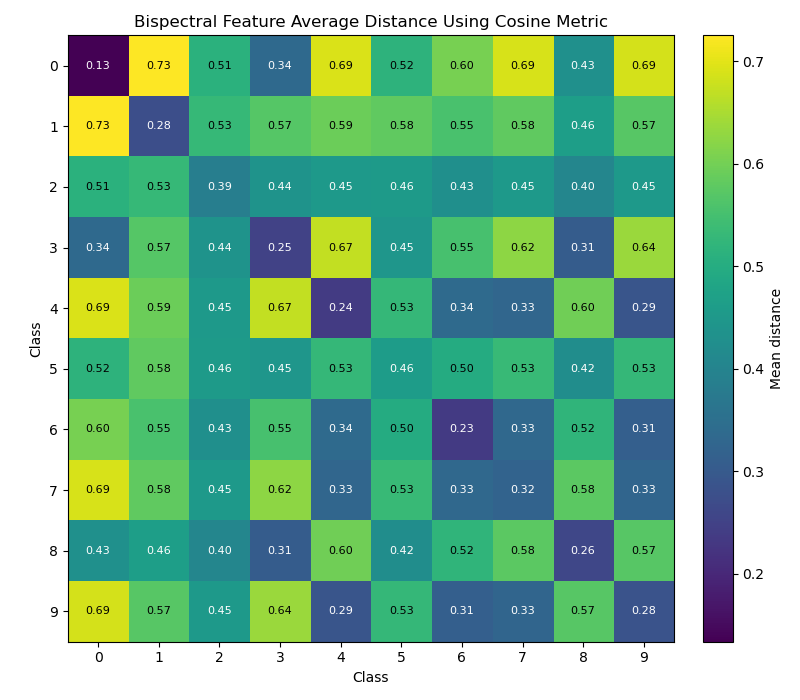 Bispectral Feature Average Distance Using Cosine Metric
0 0.13 0.73 0.51 0.34 0.69 0.52 0.60 0.69 0.43 0.69
1 0.73 0.28 0.53 0.57 0.59 0.58 0.55 0.58 0.46 0.57
2 0.51 0.53 0.39 0.44 0.45 0.46 0.43 0.45 0.40 0.45
3 0.34 0.57 0.44 0.25 0.67 0.45 0.55 0.62 0.31 0.64
4 0.69 0.59 0.45 0.67 0.24 0.53 0.34 0.33 0.60 0.29
5 0.52 0.58 0.46 0.45 0.53 0.46 0.50 0.53 0.42 0.53
6 0.60 0.55 0.43 0.55 0.34 0.50 0.23 0.33 0.52 0.31
7 0.69 0.58 0.45 0.62 0.33 0.53 0.33 0.32 0.58 0.33
8 0.43 0.46 0.40 0.31 0.60 0.42 0.52 0.58 0.26 0.57
9 0.69 0.57 0.45 0.64 0.29 0.53 0.31 0.33 0.57 0.28
0 1 2 3 4 5 6 7 8 9
Class
Class
0.7
0.6
0.5
0.4
0.3
0.2
Mean distance